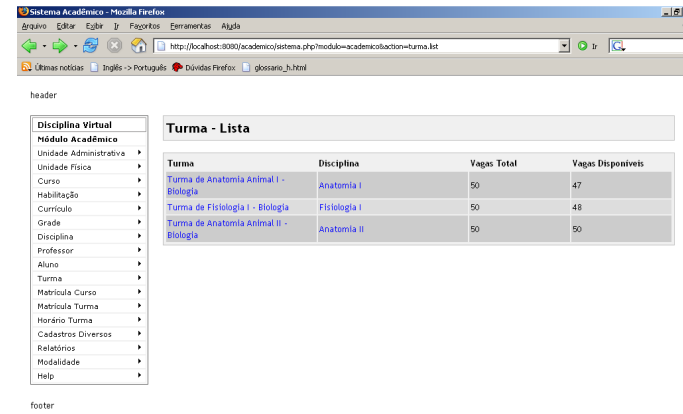 Sistema Acadêmico - Mozilla Firefox
Arquivo Editar Exibir Ir Favoritos Ferramentas Ajuda
http://localhost:8080/academico/sistema.php?modulo=academico&action=turma.list
Ir
Últimas notícias Inglês -> Português Dúvidas Firefox glossario_h.html
header
Disciplina Virtual
Módulo Acadêmico
Unidade Administrativa
Unidade Física
Curso
Habilitação
Currículo
Grade
Disciplina
Professor
Aluno
Turma
Matrícula Curso
Matrícula Turma
Horário Turma
Cadastros Diversos
Relatórios
Modalidade
Help
Turma - Lista
Turma Disciplina Vagas Total Vagas Disponíveis
Turma de Anatomia Animal I - Biologia Anatomia I 50 47
Turma de Fisiologia I - Biologia Fisiologia I 50 48
Turma de Anatomia Animal II - Biologia Anatomia II 50 50
footer